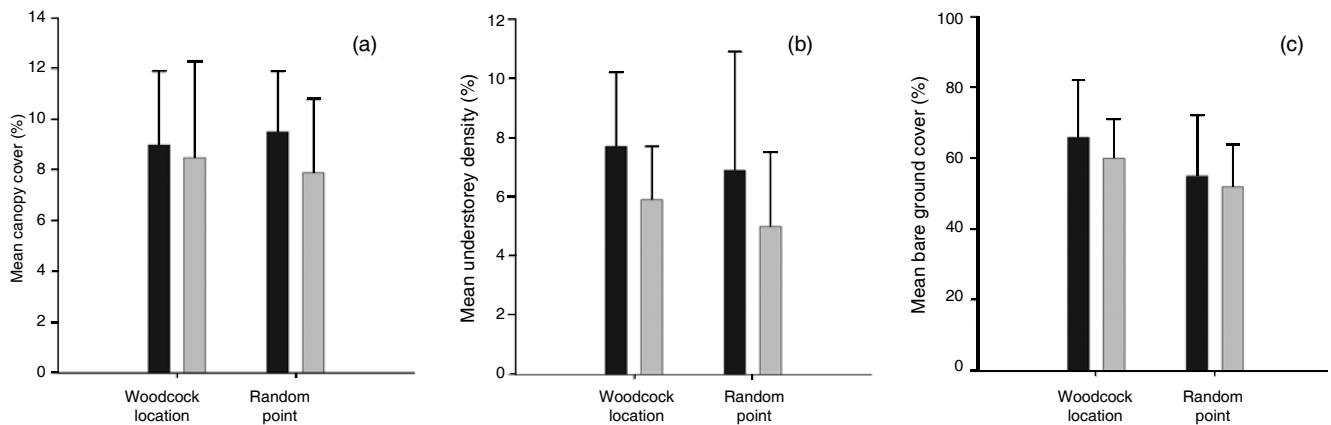 14
12
10
8
6
4
2
0
Mean canopy cover (%)
(a)
Woodcock
location
Random
point
12
10
8
6
4
2
0
Mean understorey density (%)
(b)
Woodcock
location
Random
point
100
80
60
40
20
0
Mean bare ground cover (%)
(c)
Woodcock
location
Random
point